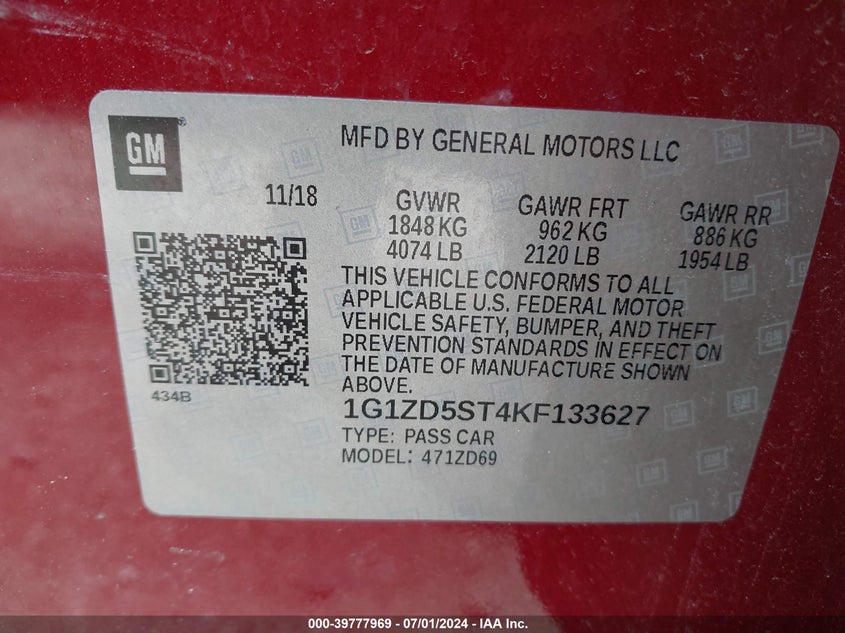 GM
MFD BY GENERAL MOTORS LLC
11/18
GVWR
1848 KG
4074 LB
GAWR FRT
962 KG
2120 LB
GAWR RR
886 KG
1954 LB
THIS VEHICLE CONFORMS TO ALL
APPLICABLE U.S. FEDERAL MOTOR
VEHICLE SAFETY, BUMPER, AND THEFT
PREVENTION STANDARDS IN EFFECT ON
THE DATE OF MANUFACTURE SHOWN
ABOVE.
434B
1G1ZD5ST4KF133627
TYPE: PASS CAR
MODEL: 471ZD69
000-39777969 - 07/01/2024 - IAA Inc.